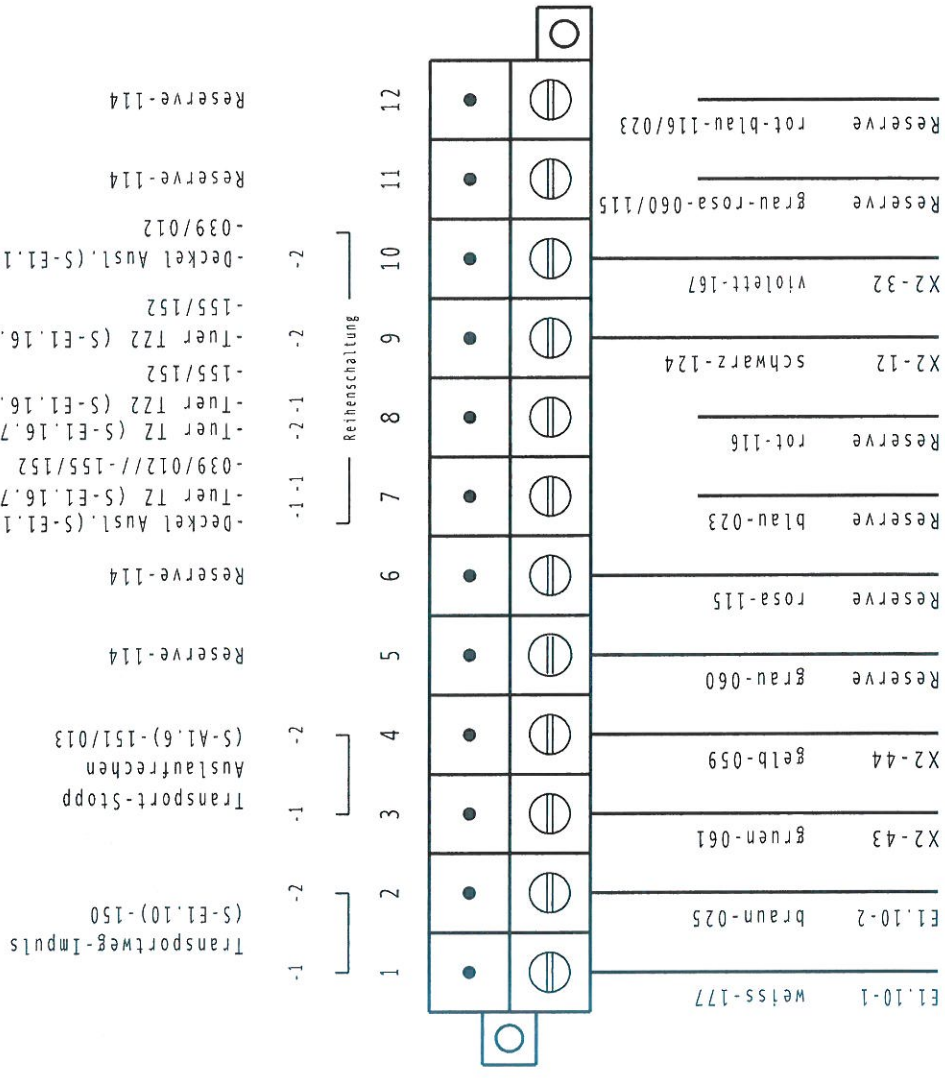 E1.10-1 weiss-177
1
-1
Transportweg-Impuls
(S-E1.10)-150
E1.10-2 braun-025
2
-2
X2-43 gruen-061
3
-1
Transport-Stopp
Auslaufrechen
(S-A1.6)-151/013
X2-44 gelb-059
4
-2
Reserve grau-060
5
Reserve-114
Reserve rosa-115
6
Reserve-114
Reserve blau-023
7
-1 -1
-Deckel Ausl.(S-E1.1
-Tuer TZ (S-E1.16.7
-039/012//-155/152
Reserve rot-116
8
-2 -1
-Tuer TZ (S-E1.16.7
-Tuer TZ2 (S-E1.16.
-155/152
Reihenschaltung
X2-12 schwarz-124
9
-2
-Tuer TZ2 (S-E1.16.
-155/152
X2-32 violett-167
10
-2
-Deckel Ausl.(S-E1.1
-039/012
Reserve grau-rosa-060/115
11
Reserve-114
Reserve rot-blau-116/023
12
Reserve-114